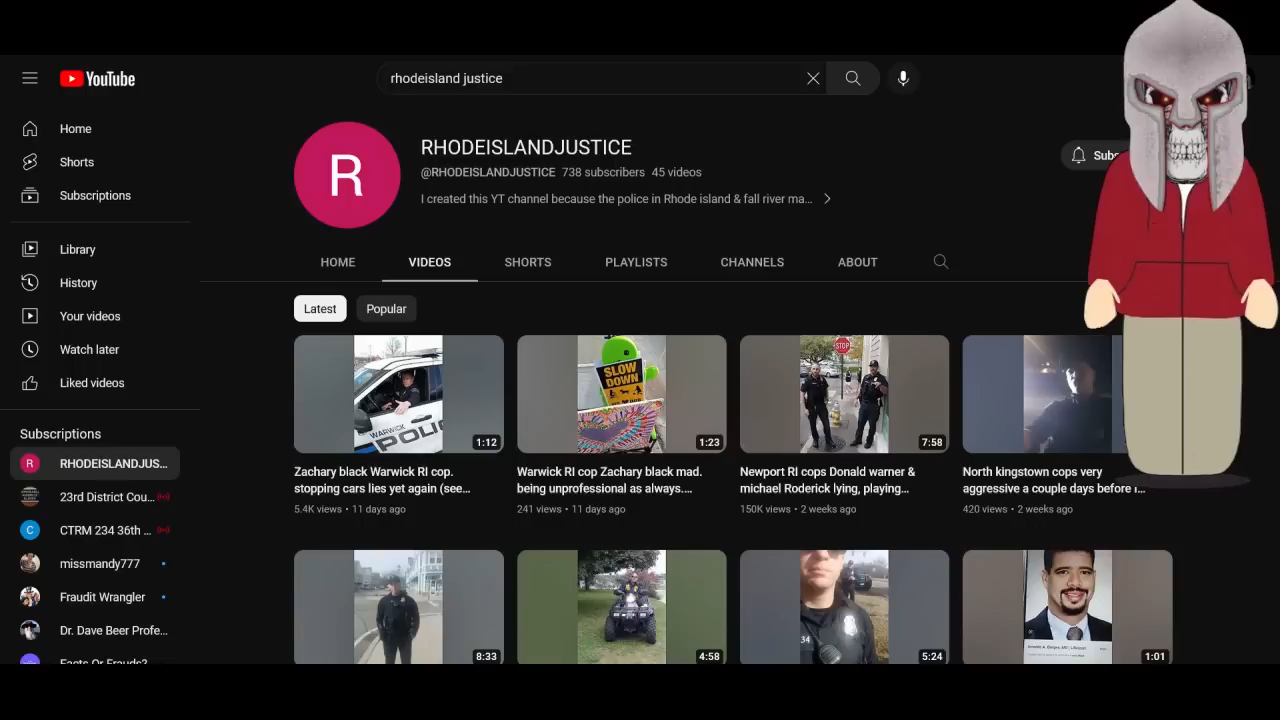 YouTube
rhodeisland justice
Home
Shorts
Subscriptions
Library
History
Your videos
Watch later
Liked videos
Subscriptions
R
RHODEISLANDJUS...
23rd District Cou...
C
CTRM 234 36th ...
missmandy777
Fraudit Wrangler
Dr. Dave Beer Profe...
Facts Or Frauds?
R
RHODEISLANDJUSTICE
@RHODEISLANDJUSTICE 738 subscribers 45 videos
I created this YT channel because the police in Rhode island & fall river ma...
Subs
HOME VIDEOS SHORTS PLAYLISTS CHANNELS ABOUT
Latest Popular
WARWICK
POLIC
1:12
SLOW
DOWN
1:23
STOP
7:58
Zachary black Warwick RI cop.
stopping cars lies yet again (see...
5.4K views • 11 days ago
Warwick RI cop Zachary black mad.
being unprofessional as always....
241 views • 11 days ago
Newport RI cops Donald warner &
michael Roderick lying, playing...
150K views • 2 weeks ago
North kingstown cops very
aggressive a couple days before i...
420 views • 2 weeks ago
8:33
4:58
34
5:24
1:01